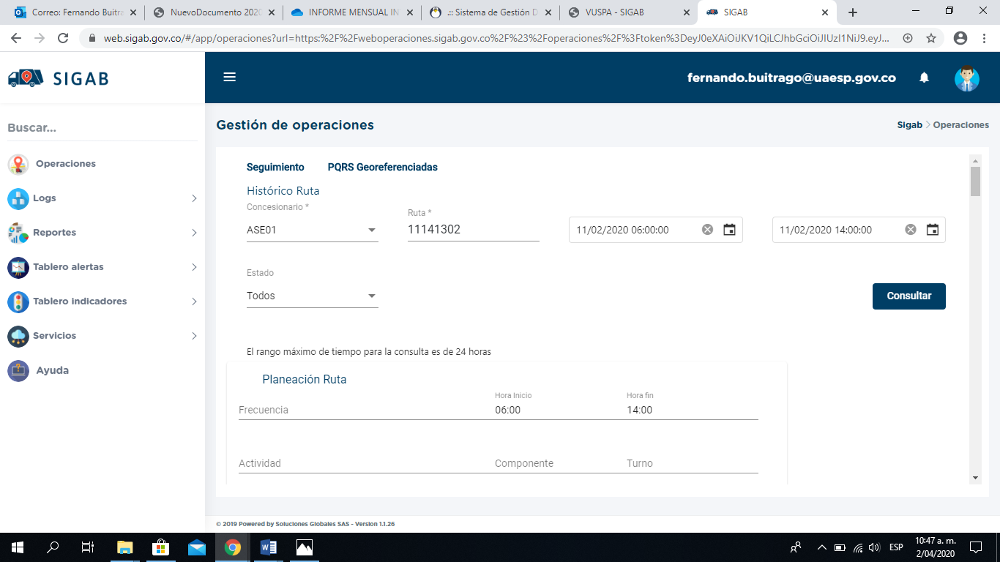 Correo: Fernando Buitra
NuevoDocumento 2020
INFORME MENSUAL IN
.:: Sistema de Gestión D
VUSPA - SIGAB
SIGAB
web.sigab.gov.co/#/app/operaciones?url=https:%2F%2Fweboperaciones.sigab.gov.co%2F%23%2Foperaciones%2F%3Ftoken%3DeyJ0eXAiOiJKV1QiLCJhbGciOiJIUzI1NiJ9.eyJ...
SIGAB
fernando.buitrago@uaesp.gov.co
Buscar...
Operaciones
Logs
Reportes
Tablero alertas
Tablero indicadores
Servicios
Ayuda
Gestión de operaciones
Sigab > Operaciones
Seguimiento
PQRS Georeferenciadas
Histórico Ruta
Concesionario *
ASE01
Ruta *
11141302
11/02/2020 06:00:00
11/02/2020 14:00:00
Estado
Todos
Consultar
El rango máximo de tiempo para la consulta es de 24 horas
Planeación Ruta
Frecuencia
Hora Inicio
06:00
Hora fin
14:00
Actividad
Componente
Turno
© 2019 Powered by Soluciones Globales SAS - Version 1.1.26
ESP
10:47 a. m.
2/04/2020